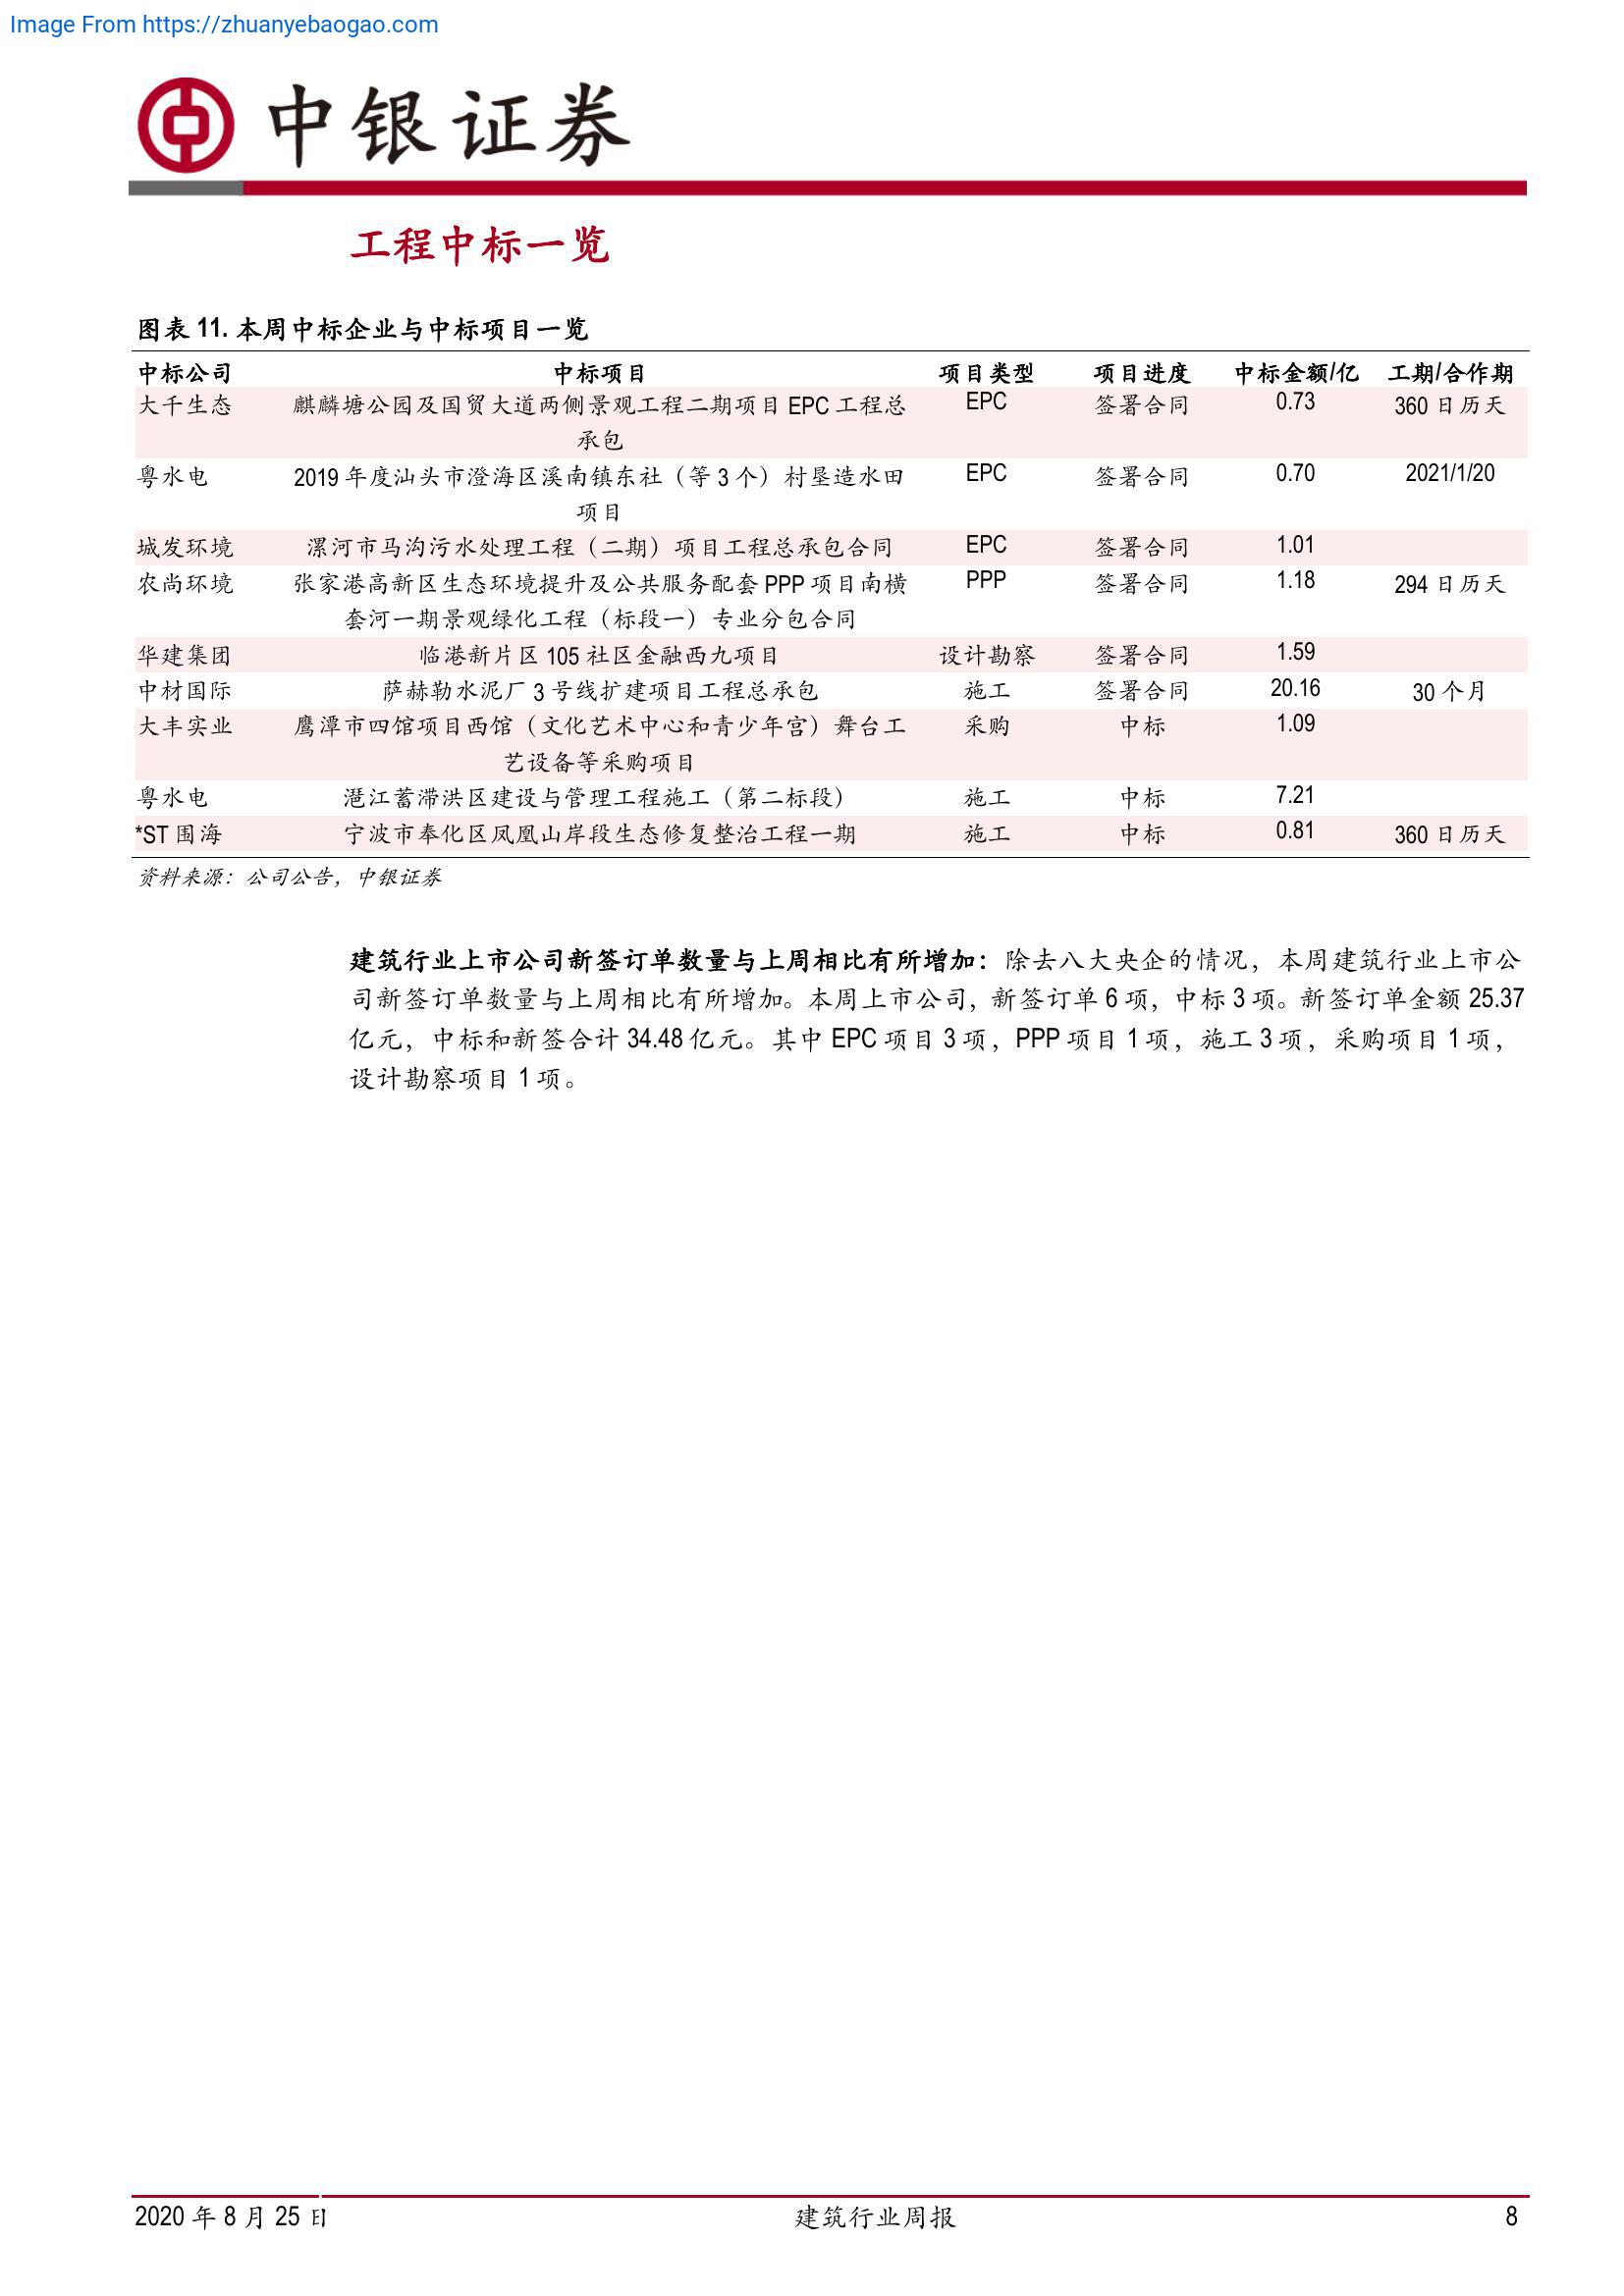 Image From https://zhuanyebaogao.com
中银证券
工程中标一览
图表 11. 本周中标企业与中标项目一览
中标公司 中标项目 项目类型 项目进度 中标金额/亿 工期/合作期
大千生态 麒麟塘公园及国贸大道两侧景观工程二期项目 EPC 工程总 EPC 签署合同 0.73 360 日历天
承包
粤水电 2019 年度汕头市澄海区溪南镇东社（等 3 个）村垦造水田 EPC 签署合同 0.70 2021/1/20
项目
城发环境 漯河市马沟污水处理工程（二期）项目工程总承包合同 EPC 签署合同 1.01
农尚环境 张家港高新区生态环境提升及公共服务配套 PPP 项目南横 PPP 签署合同 1.18 294 日历天
套河一期景观绿化工程（标段一）专业分包合同
华建集团 临港新片区 105 社区金融西九项目 设计勘察 签署合同 1.59
中材国际 萨赫勒水泥厂 3 号线扩建项目工程总承包 施工 签署合同 20.16 30 个月
大丰实业 鹰潭市四馆项目西馆（文化艺术中心和青少年宫）舞台工 采购 中标 1.09
艺设备等采购项目
粤水电 潖江蓄滞洪区建设与管理工程施工（第二标段） 施工 中标 7.21
*ST 围海 宁波市奉化区凤凰山岸段生态修复整治工程一期 施工 中标 0.81 360 日历天
资料来源：公司公告，中银证券
建筑行业上市公司新签订单数量与上周相比有所增加：除去八大央企的情况，本周建筑行业上市公
司新签订单数量与上周相比有所增加。本周上市公司，新签订单 6 项，中标 3 项。新签订单金额 25.37
亿元，中标和新签合计 34.48 亿元。其中 EPC 项目 3 项，PPP 项目 1 项，施工 3 项，采购项目 1 项，
设计勘察项目 1 项。
2020 年 8 月 25 日 建筑行业周报 8